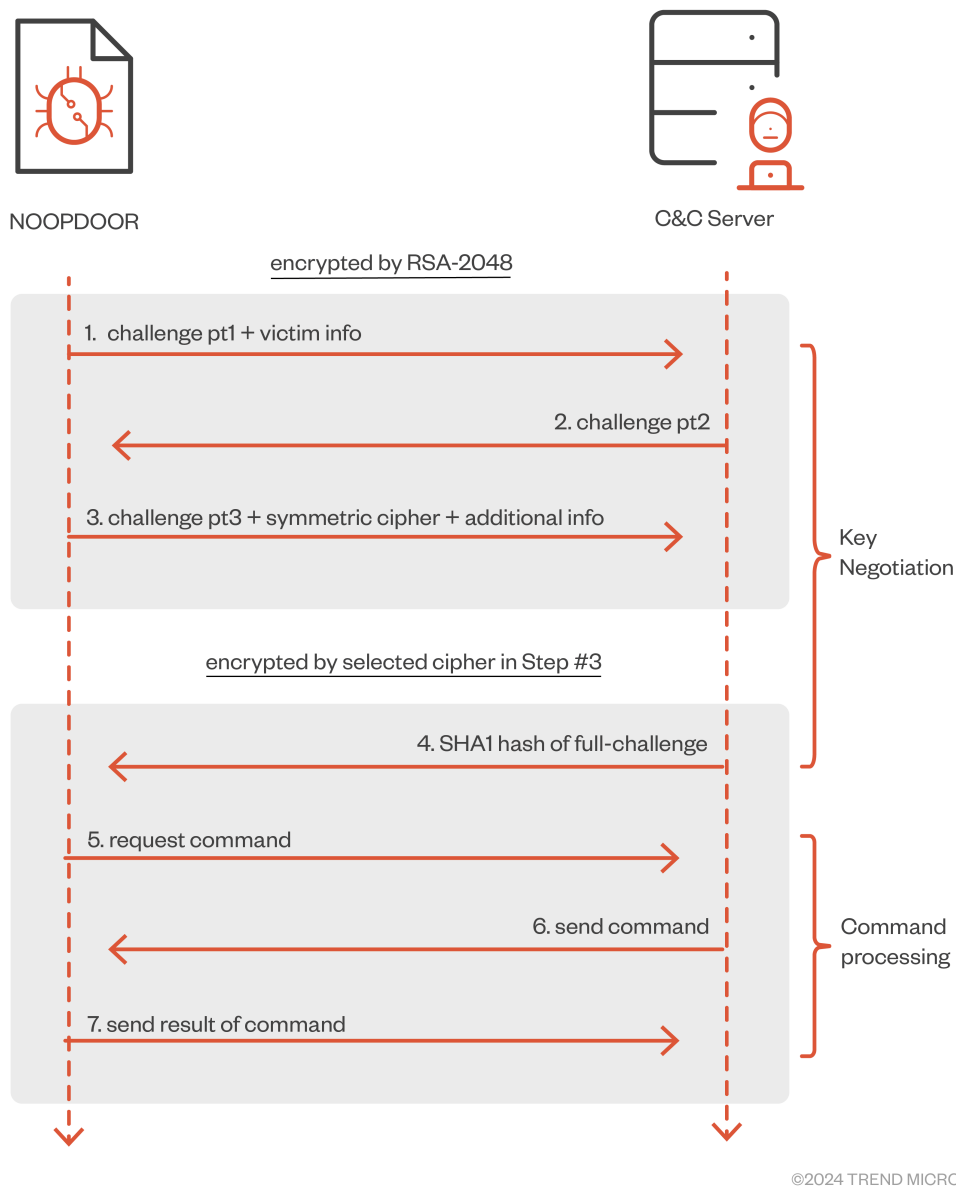 NOOPDOOR
C&C Server
encrypted by RSA-2048
1. challenge pt1 + victim info
2. challenge pt2
3. challenge pt3 + symmetric cipher + additional info
Key
Negotiation
encrypted by selected cipher in Step #3
4. SHA1 hash of full-challenge
5. request command
6. send command
Command
processing
7. send result of command
©2024 TREND MICRO